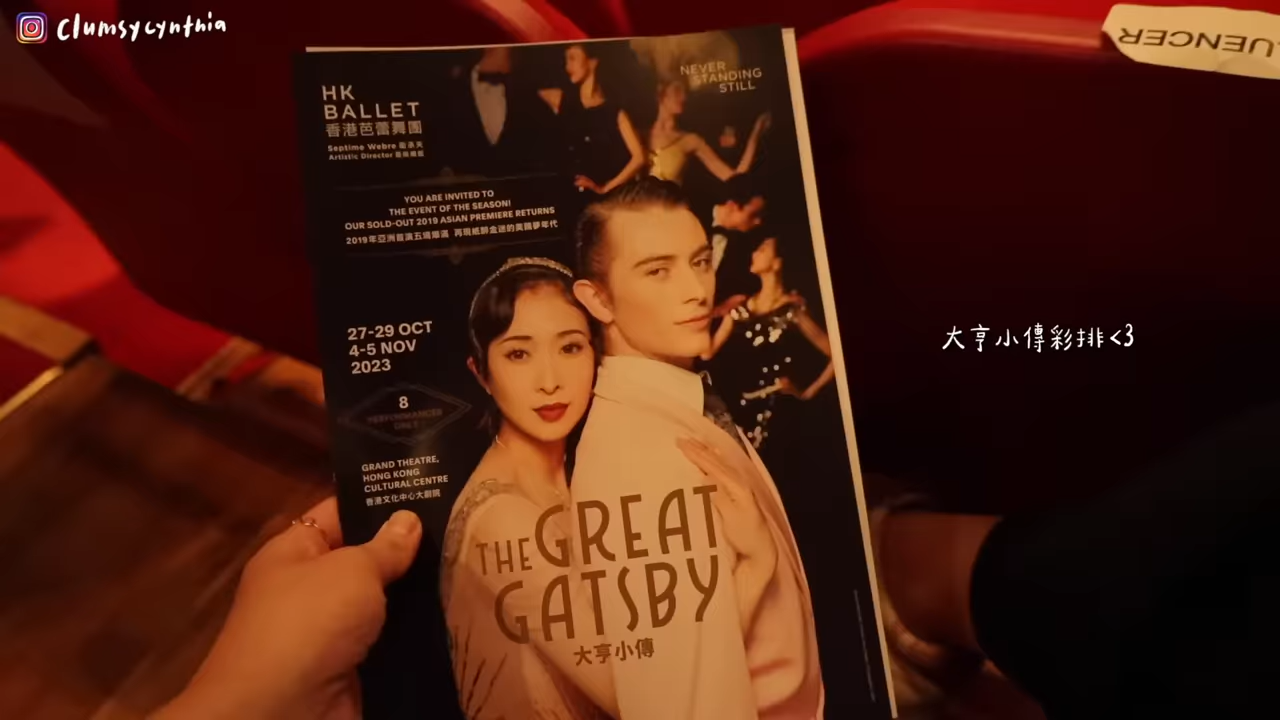 clumsycynthia
UENCER
HK
BALLET
香港芭蕾舞團
Septime Webre 衛承天
Artistic Director 藝術總監
NEVER
STANDING
STILL
YOU ARE INVITED TO
THE EVENT OF THE SEASON!
OUR SOLD-OUT 2019 ASIAN PREMIERE RETURNS
2019年亞洲首演五場爆滿 再現紙醉金迷的美國夢年代
27-29 OCT
4-5 NOV
2023
8
PERFORMANCES
ONLY
GRAND THEATRE,
HONG KONG
CULTURAL CENTRE
香港文化中心大劇院
大亨小傳彩排<3
THE GREAT
GATSBY
大亨小傳